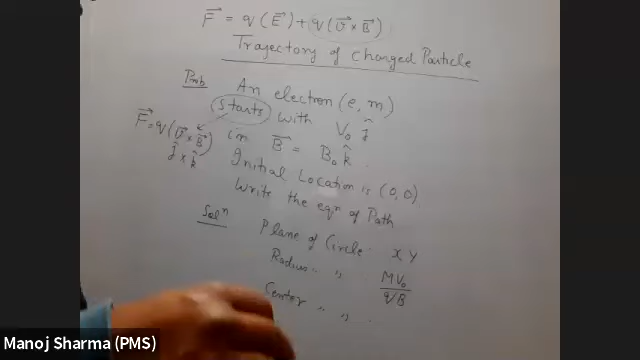 F⃗ = q(E⃗) + q(v⃗ × B⃗)
Trajectory of Charged Particle
Prob An electron (e, m)
Starts with V₀ ĵ
F⃗ = q(v⃗ × B⃗) in B⃗ = B₀ k̂
ĵ × k̂
Initial Location is (0, 0)
Write the eqn of Path
Solⁿ Plane of Circle. X Y
Radius " " MV₀/qB
Center " "
Manoj Sharma (PMS)